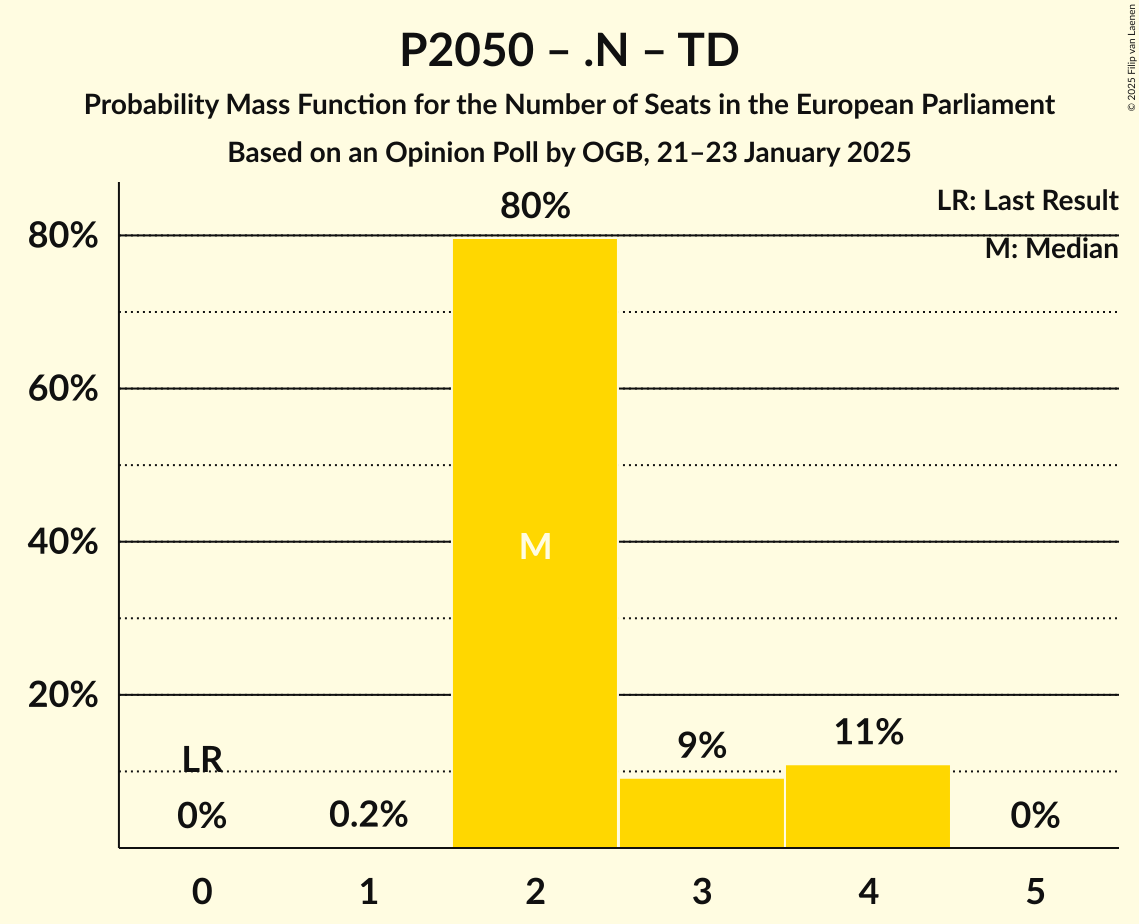 P2050 – .N – TD
Probability Mass Function for the Number of Seats in the European Parliament
Based on an Opinion Poll by OGB, 21–23 January 2025
© 2025 Filip van Laenen
LR: Last Result
M: Median
80%
80%
60%
40%
20%
M
LR
0%
0.2%
9%
11%
0%
0
1
2
3
4
5